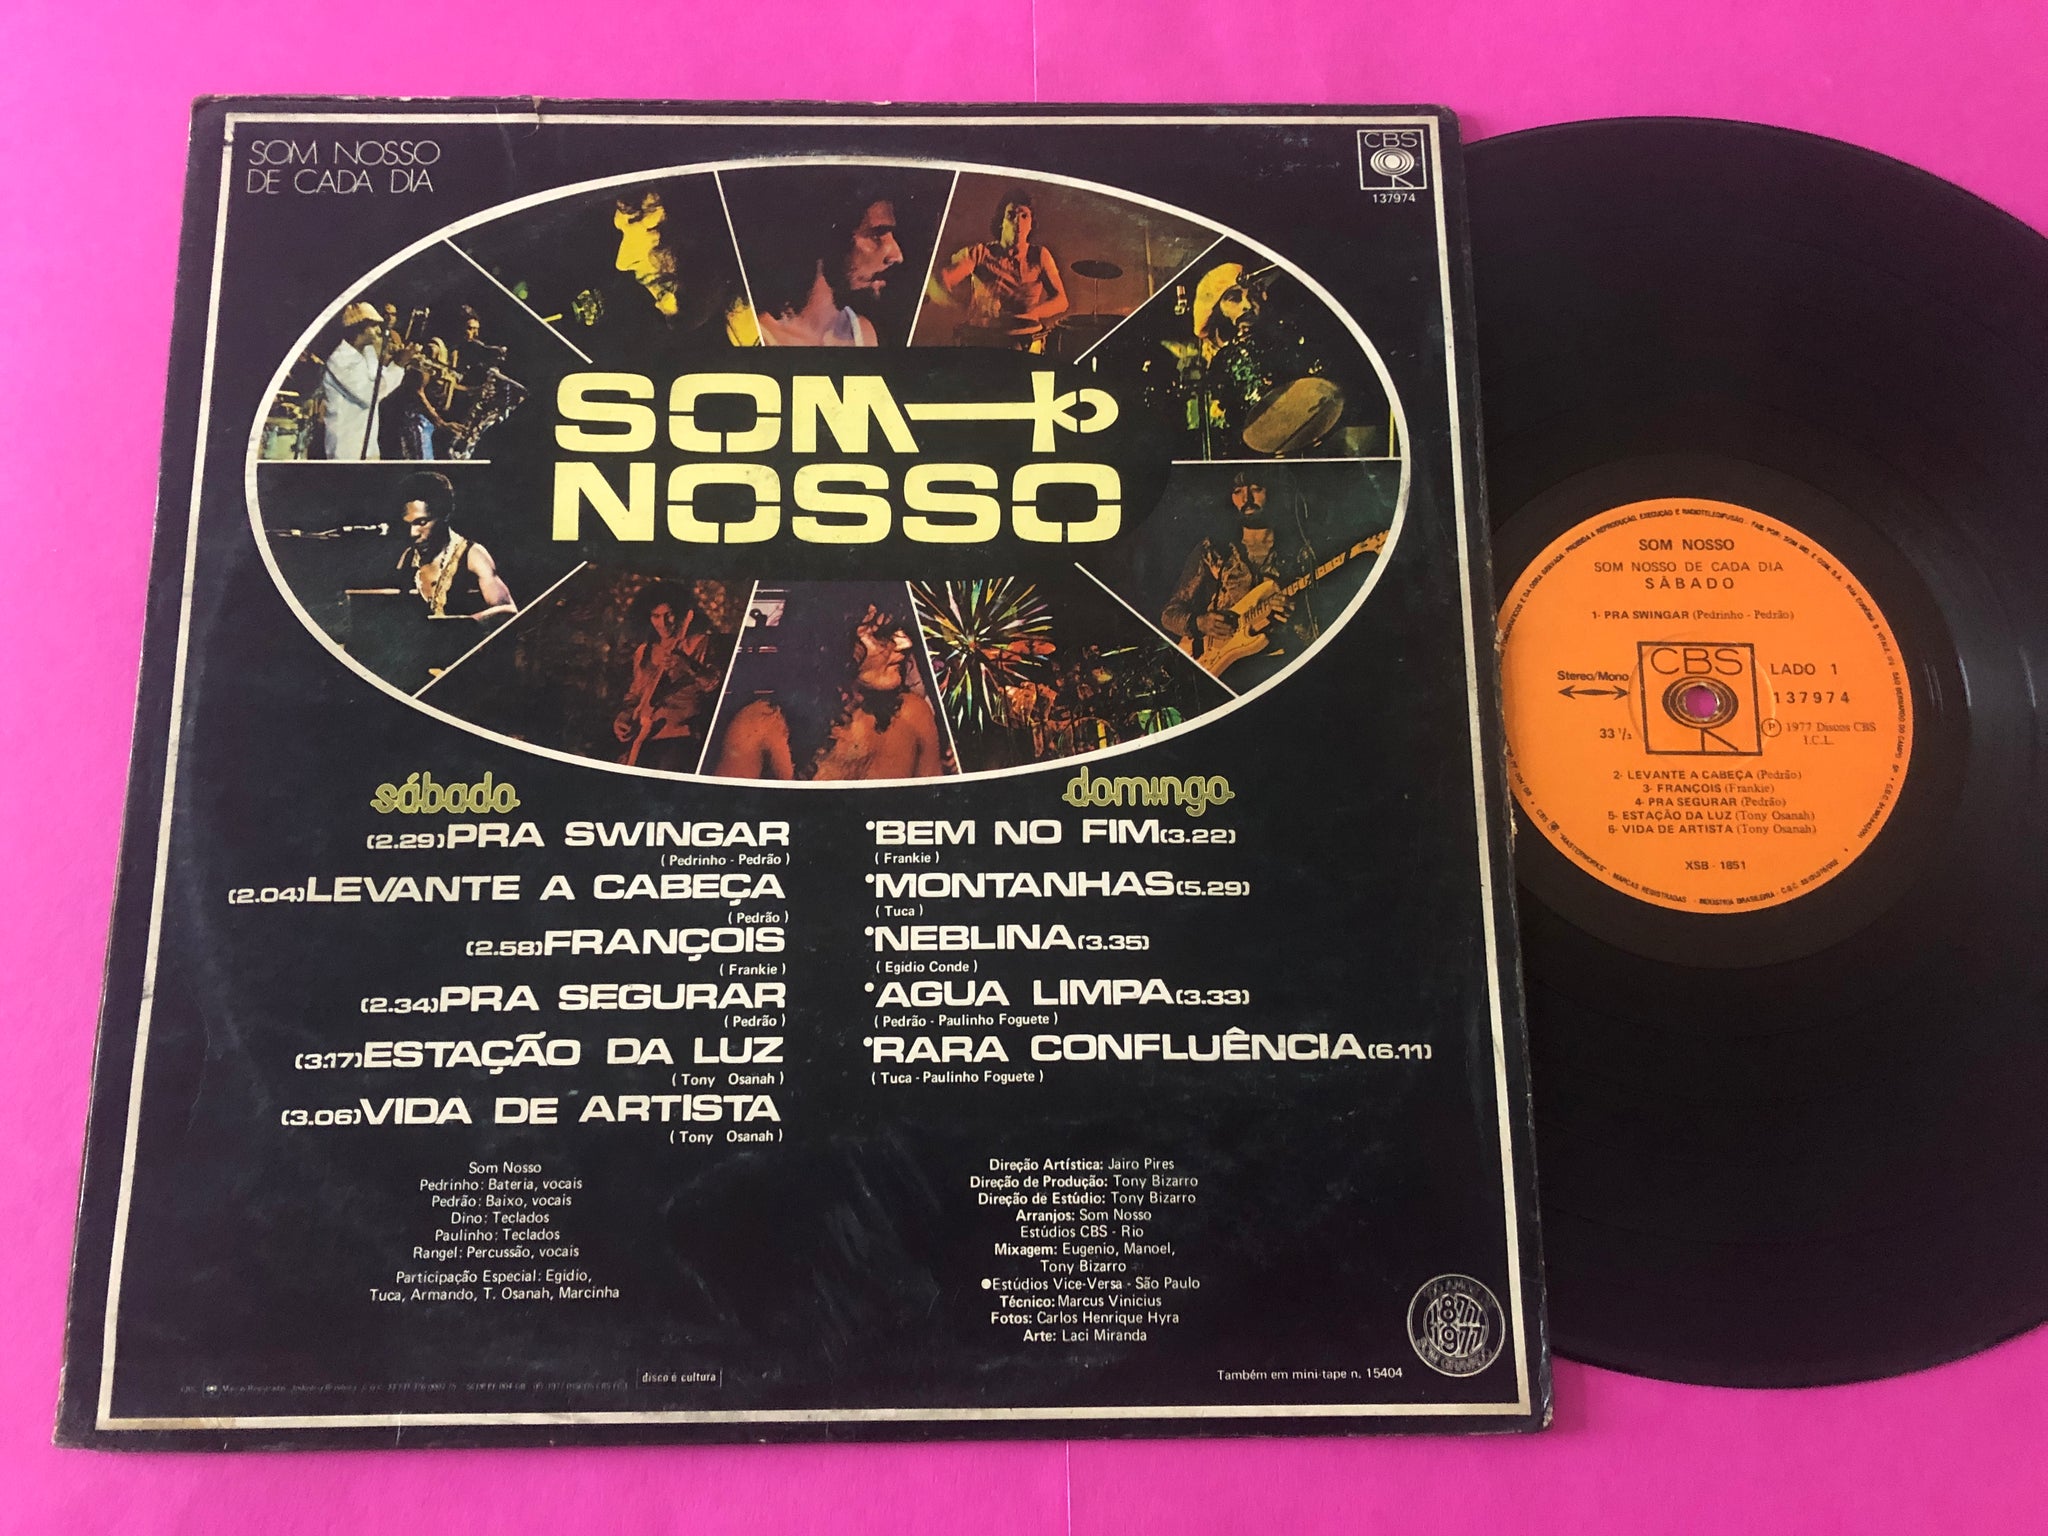 SOM NOSSO
DE CADA DIA
CBS
137974
SOM
NOSSO
sábado
(2.29) PRA SWINGAR
( Pedrinho - Pedrão )
(2.04) LEVANTE A CABEÇA
( Pedrão )
(2.58) FRANÇOIS
( Frankie )
(2.34) PRA SEGURAR
( Pedrão )
(3.17) ESTAÇÃO DA LUZ
( Tony Osanah )
(3.06) VIDA DE ARTISTA
( Tony Osanah )
domingo
•BEM NO FIM (3.22)
( Frankie )
•MONTANHAS (5.29)
( Tuca )
•NEBLINA (3.35)
( Egidio Conde )
•AGUA LIMPA (3.33)
( Pedrão - Paulinho Foguete )
•RARA CONFLUÊNCIA (6.11)
( Tuca - Paulinho Foguete )
Som Nosso
Pedrinho: Bateria, vocais
Pedrão: Baixo, vocais
Dino: Teclados
Paulinho: Teclados
Rangel: Percussão, vocais
Participação Especial: Egidio,
Tuca, Armando, T. Osanah, Marcinha
Direção Artística: Jairo Pires
Direção de Produção: Tony Bizarro
Direção de Estúdio: Tony Bizarro
Arranjos: Som Nosso
Estúdios CBS - Rio
Mixagem: Eugenio, Manoel,
Tony Bizarro
●Estúdios Vice-Versa - São Paulo
Técnico: Marcus Vinicius
Fotos: Carlos Henrique Hyra
Arte: Laci Miranda
disco é cultura
Também em mini-tape n. 15404
1877
1977
SOM GRAVADO
SOM NOSSO
SOM NOSSO DE CADA DIA
SÁBADO
1- PRA SWINGAR (Pedrinho - Pedrão)
Stereo/Mono
33 1/3
CBS
LADO 1
137974
Ⓟ 1977 Discos CBS
I.C.L.
2- LEVANTE A CABEÇA (Pedrão)
3- FRANÇOIS (Frankie)
4- PRA SEGURAR (Pedrão)
5- ESTAÇÃO DA LUZ (Tony Osanah)
6- VIDA DE ARTISTA (Tony Osanah)
XSB - 1851
"MASTERWORKS" - MARCAS REGISTRADAS - INDÚSTRIA BRASILEIRA